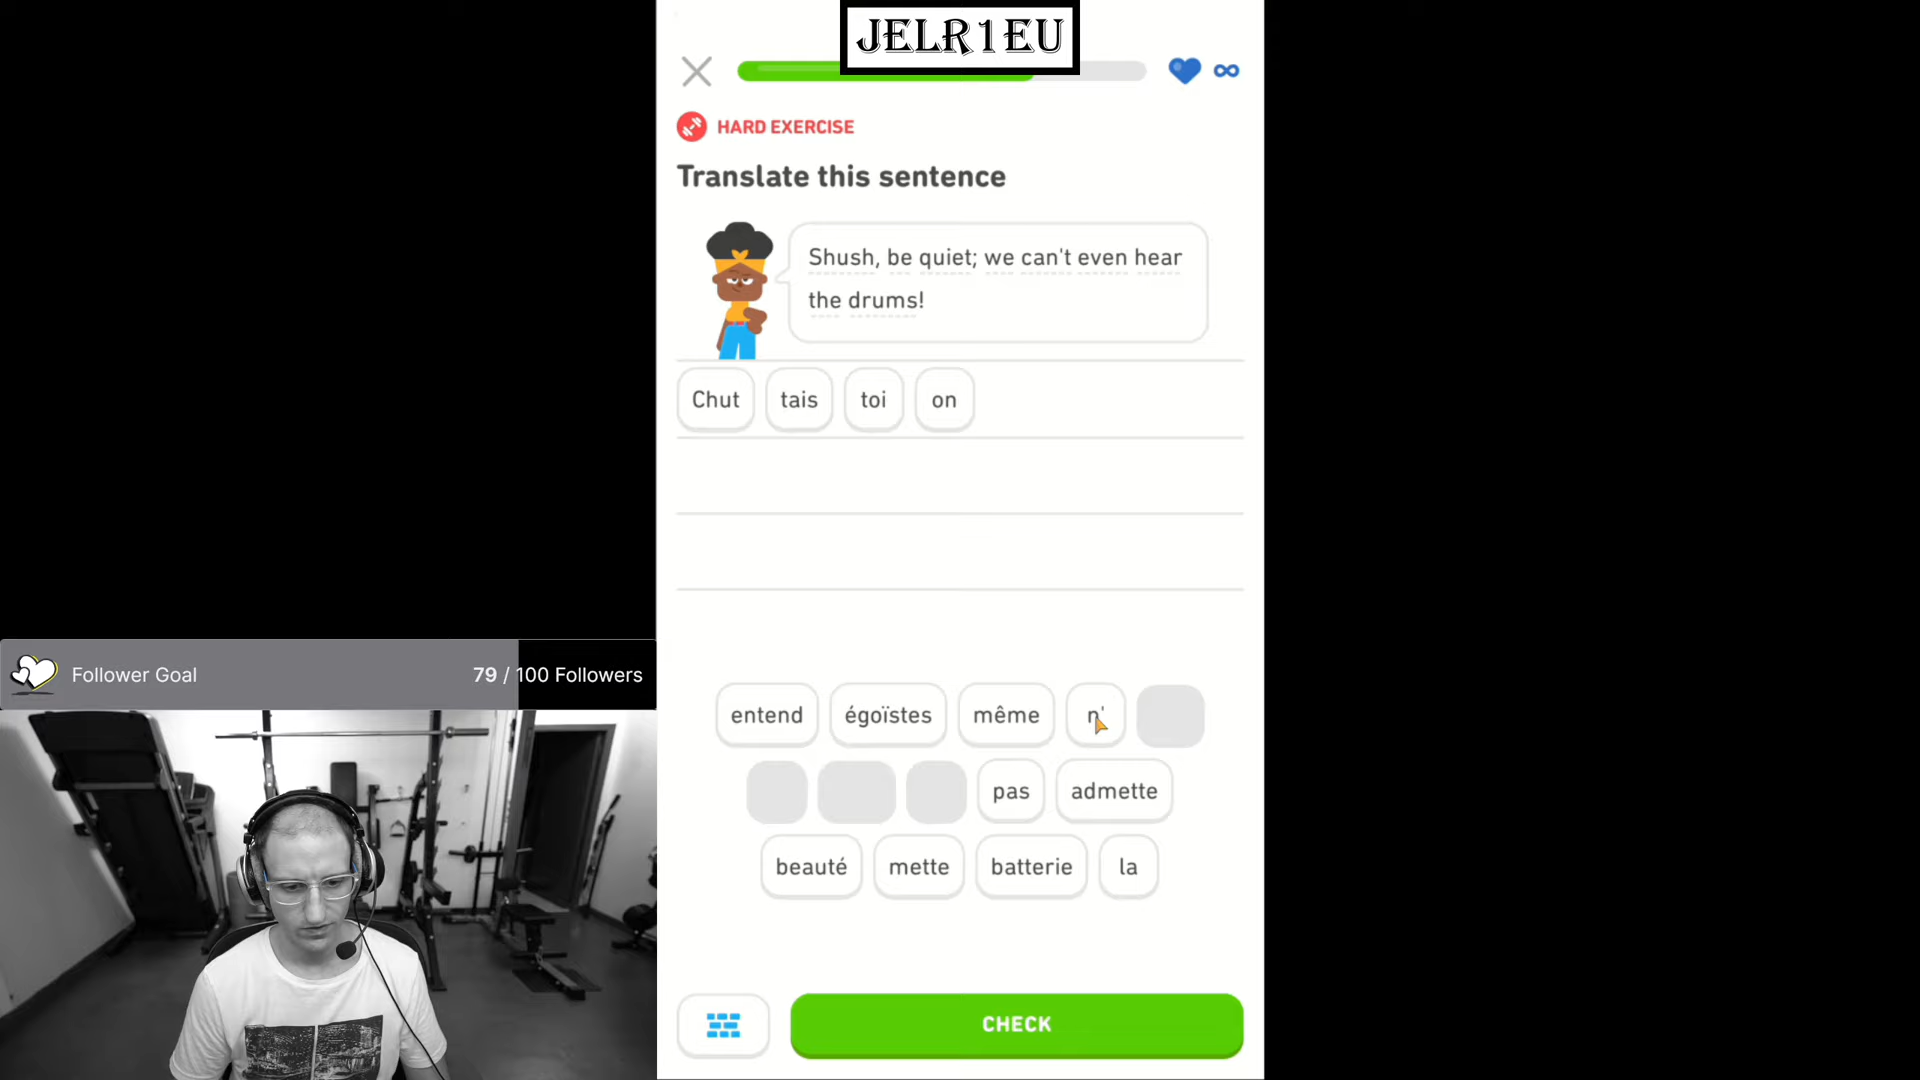 JELR1EU
HARD EXERCISE
Translate this sentence
Shush, be quiet; we can't even hear
the drums!
Chut tais toi on
Follower Goal 79 / 100 Followers
entend égoïstes même n'
pas admette
beauté mette batterie la
CHECK